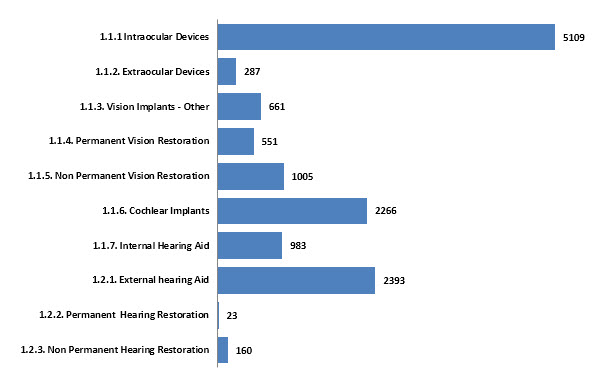 1.1.1 Intraocular Devices 5109
1.1.2. Extraocular Devices 287
1.1.3. Vision Implants - Other 661
1.1.4. Permanent Vision Restoration 551
1.1.5. Non Permanent Vision Restoration 1005
1.1.6. Cochlear Implants 2266
1.1.7. Internal Hearing Aid 983
1.2.1. External hearing Aid 2393
1.2.2. Permanent Hearing Restoration 23
1.2.3. Non Permanent Hearing Restoration 160